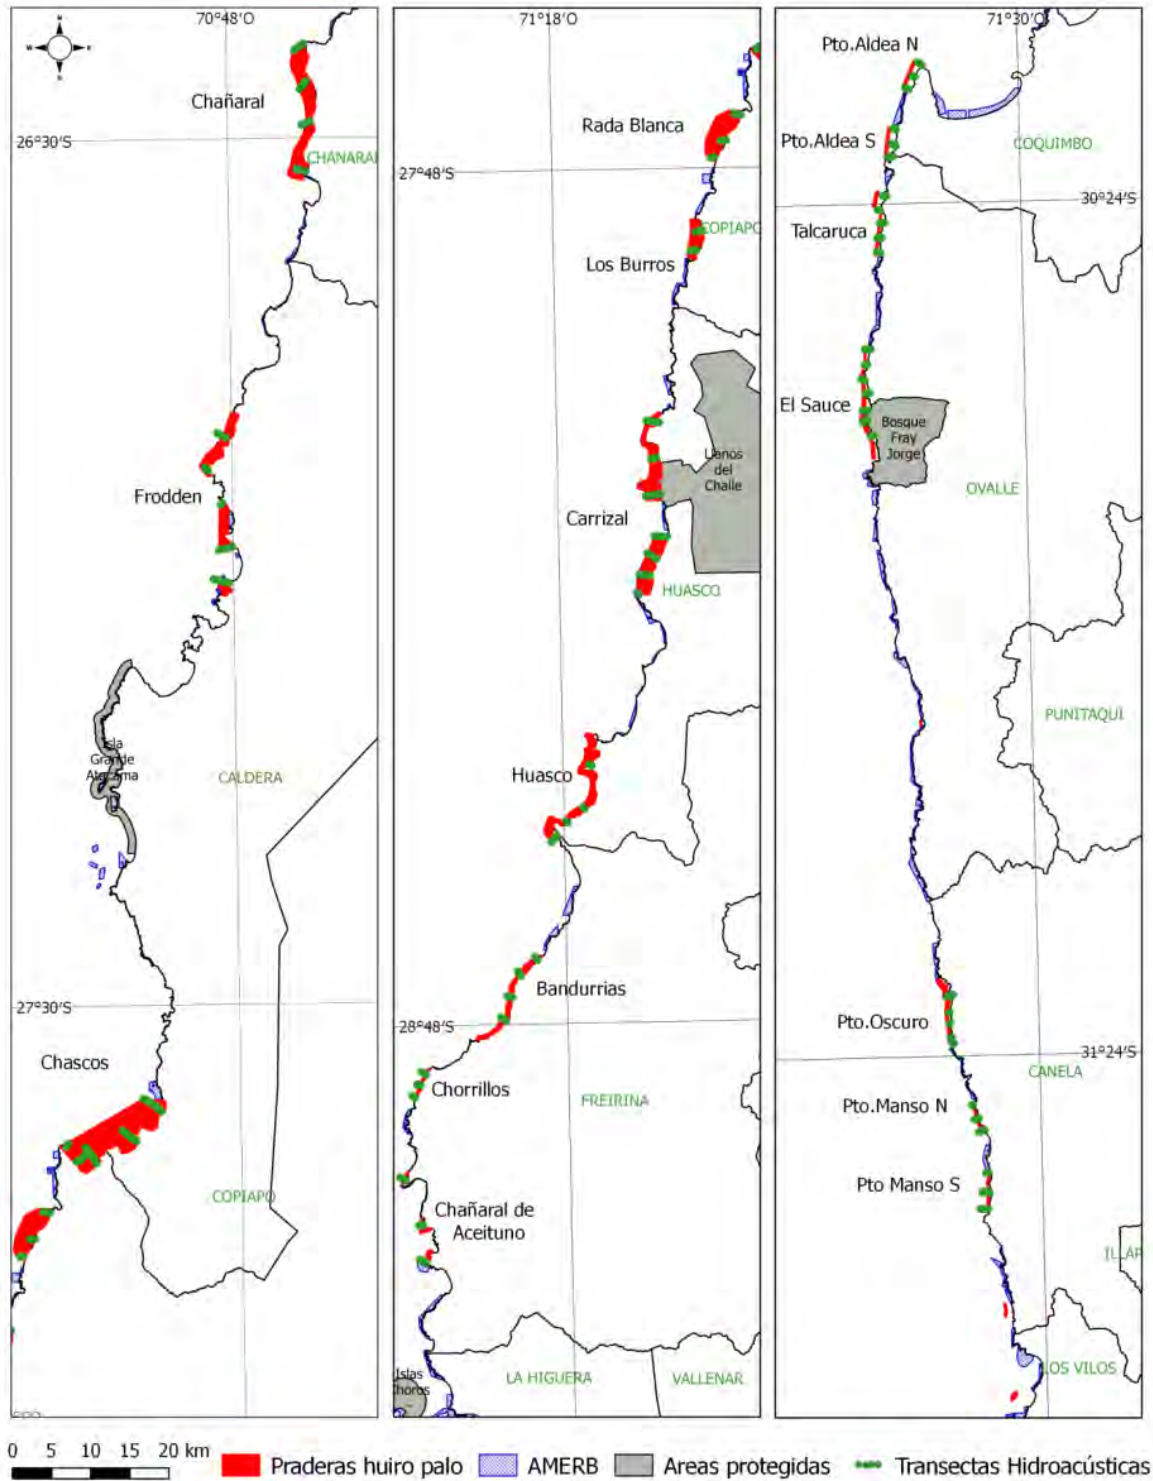 70°48'O
Chañaral
26°30'S
CHAÑARAL
Frodden
Isla
Grande
Atacama
CALDERA
27°30'S
Chascos
COPIAPO
71°18'O
Rada Blanca
27°48'S
COPIAPO
Los Burros
Llanos
del
Challe
Carrizal
HUASCO
Huasco
Bandurrias
28°48'S
Chorrillos
FREIRINA
Chañaral de
Aceituno
Islas
Choros
LA HIGUERA
VALLENAR
71°30'O
Pto.Aldea N
Pto.Aldea S
COQUIMBO
30°24'S
Talcaruca
El Sauce
Bosque
Fray
Jorge
OVALLE
PUNITAQUI
Pto.Oscuro
31°24'S
CANELA
Pto.Manso N
Pto Manso S
ILLAP
LOS VILOS
0 5 10 15 20 km
Praderas huiro palo
AMERB
Areas protegidas
Transectas Hidroacústicas